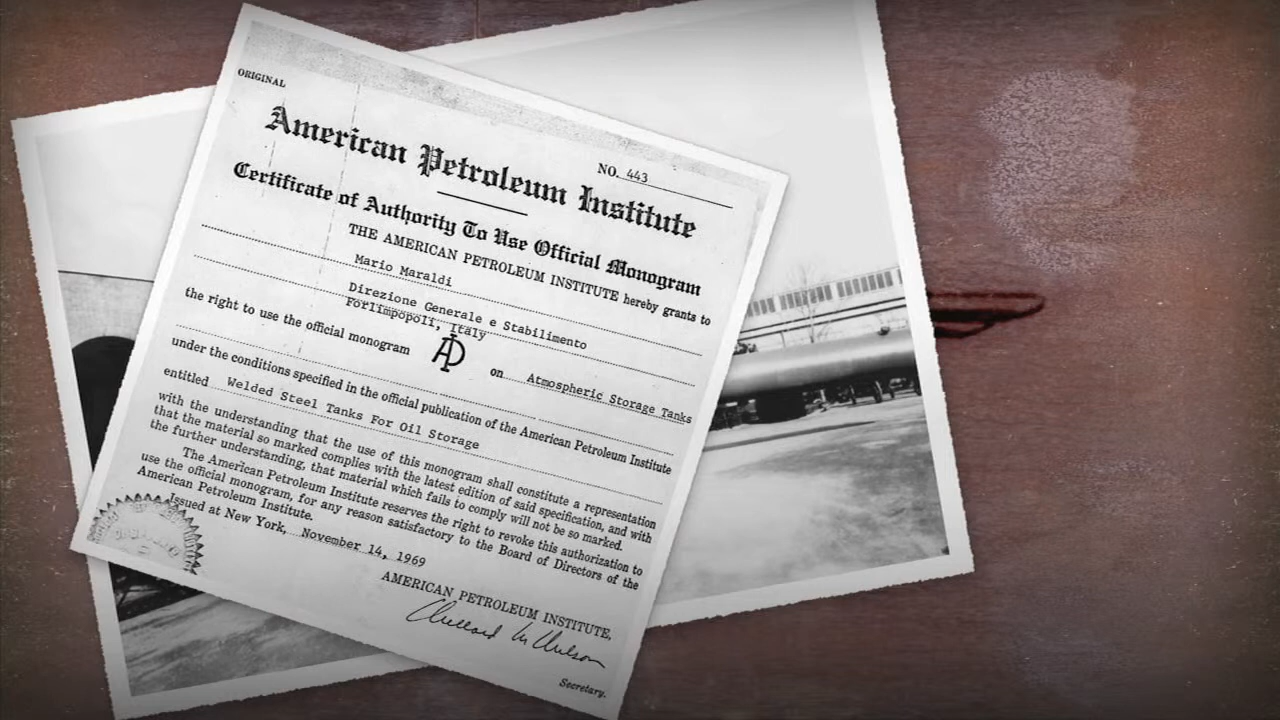 ORIGINAL
American Petroleum Institute
NO. 443
Certificate of Authority To Use Official Monogram
THE AMERICAN PETROLEUM INSTITUTE hereby grants to
Mario Maraldi
Direzione Generale e Stabilimento
Forlimpopoli, Italy
the right to use the official monogram API on Atmospheric Storage Tanks
under the conditions specified in the official publication of the American Petroleum Institute
entitled Welded Steel Tanks For Oil Storage
with the understanding that the use of this monogram shall constitute a representation
that the material so marked complies with the latest edition of said specification, and with
the further understanding, that material which fails to comply will not be so marked.
The American Petroleum Institute reserves the right to revoke this authorization to
use the official monogram, for any reason satisfactory to the Board of Directors of the
American Petroleum Institute.
Issued at New York, November 14, 1969
AMERICAN PETROLEUM INSTITUTE,
Secretary.